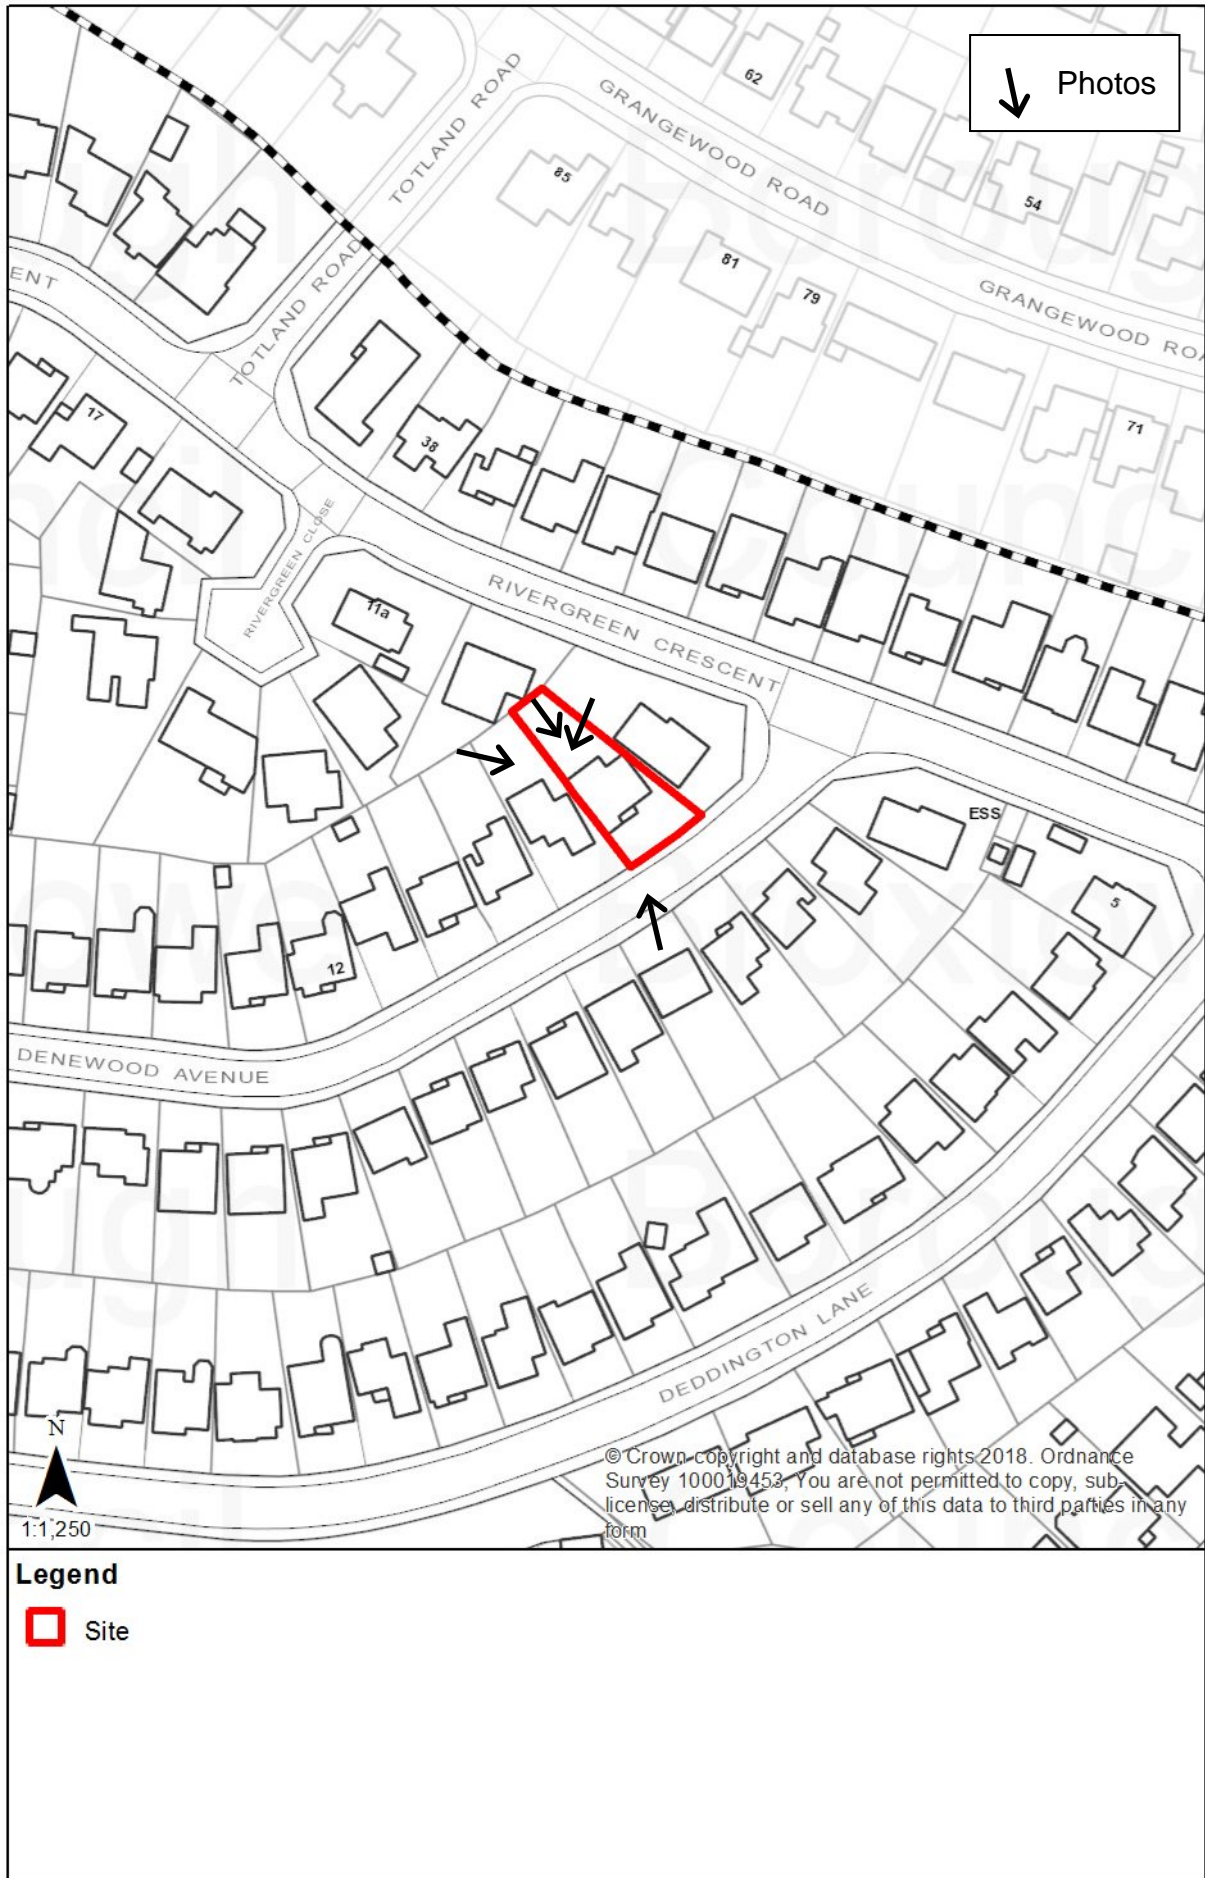 Photos
62
TOTLAND ROAD
GRANGEWOOD ROAD
85
54
81
79
ENT
TOTLAND ROAD
GRANGEWOOD
17
38
71
RIVERGREEN CLOSE
11a
RIVERGREEN CRESCENT
ESS
5
12
DENEWOOD AVENUE
DEDDINGTON LANE
N
1:1,250
© Crown copyright and database rights 2018. Ordnance
Survey 100019453, You are not permitted to copy, sub-
license, distribute or sell any of this data to third parties in any
form
Legend
Site